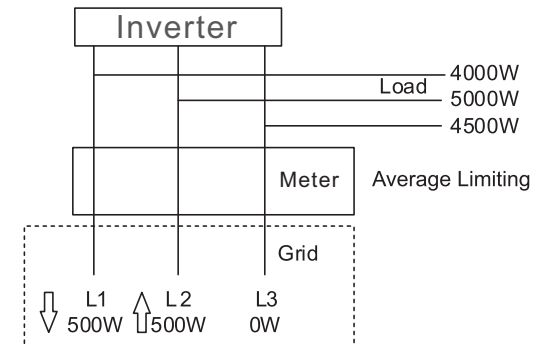 Inverter
4000W
Load
5000W
4500W
Meter
Average Limiting
Grid
L1 L2 L3
500W 500W 0W